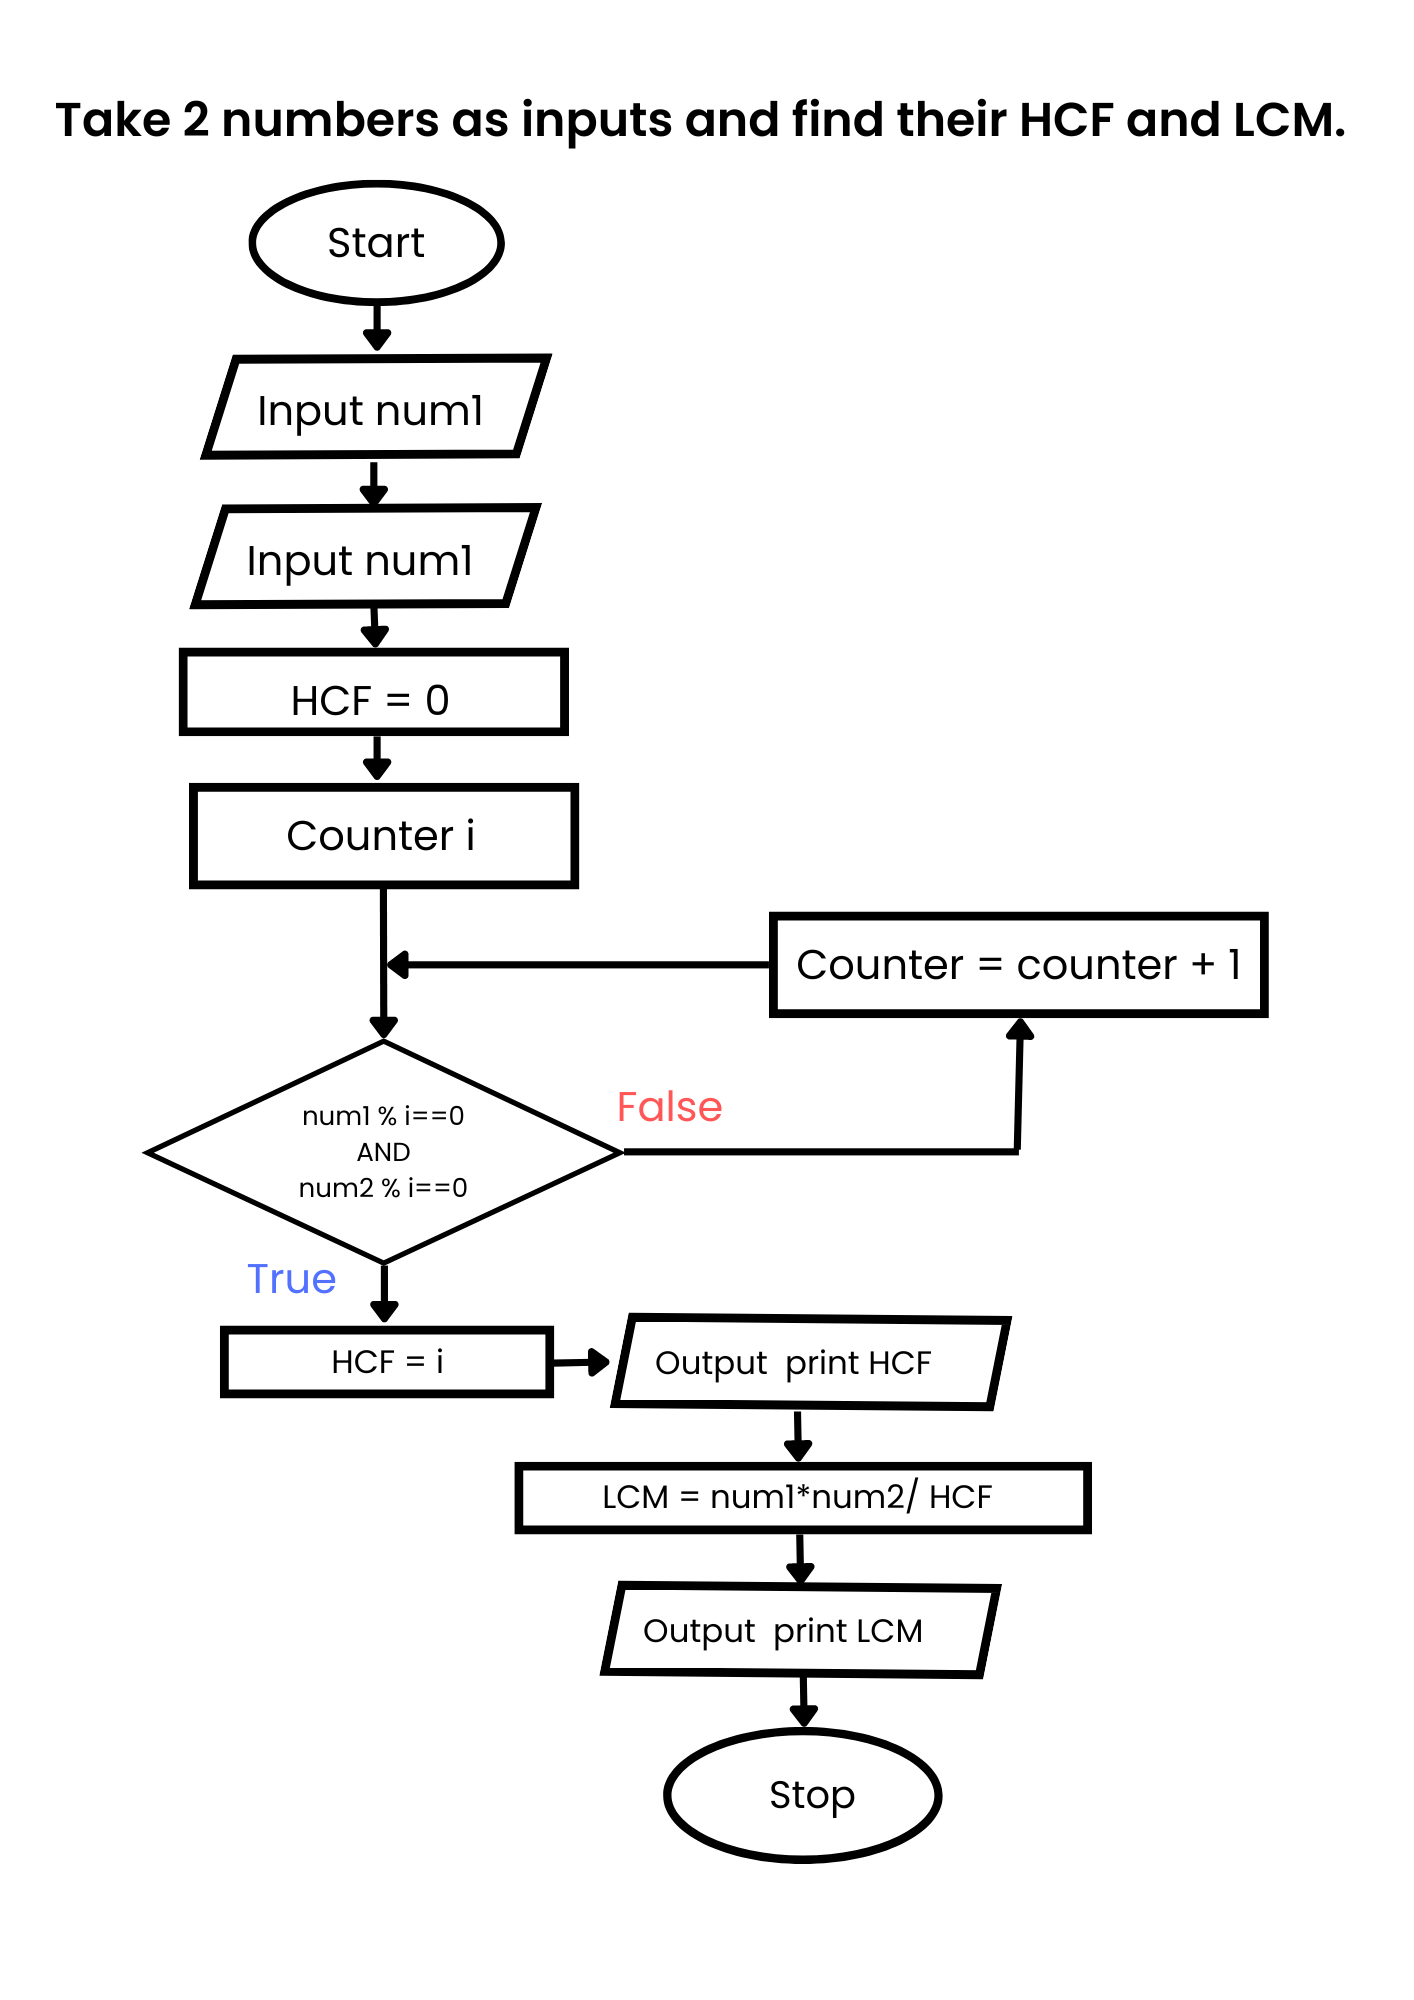 Take 2 numbers as inputs and find their HCF and LCM.
Start
Input num1
Input num1
HCF = 0
Counter i
Counter = counter + 1
num1 % i==0
AND
num2 % i==0
False
True
HCF = i
Output print HCF
LCM = num1*num2/ HCF
Output print LCM
Stop